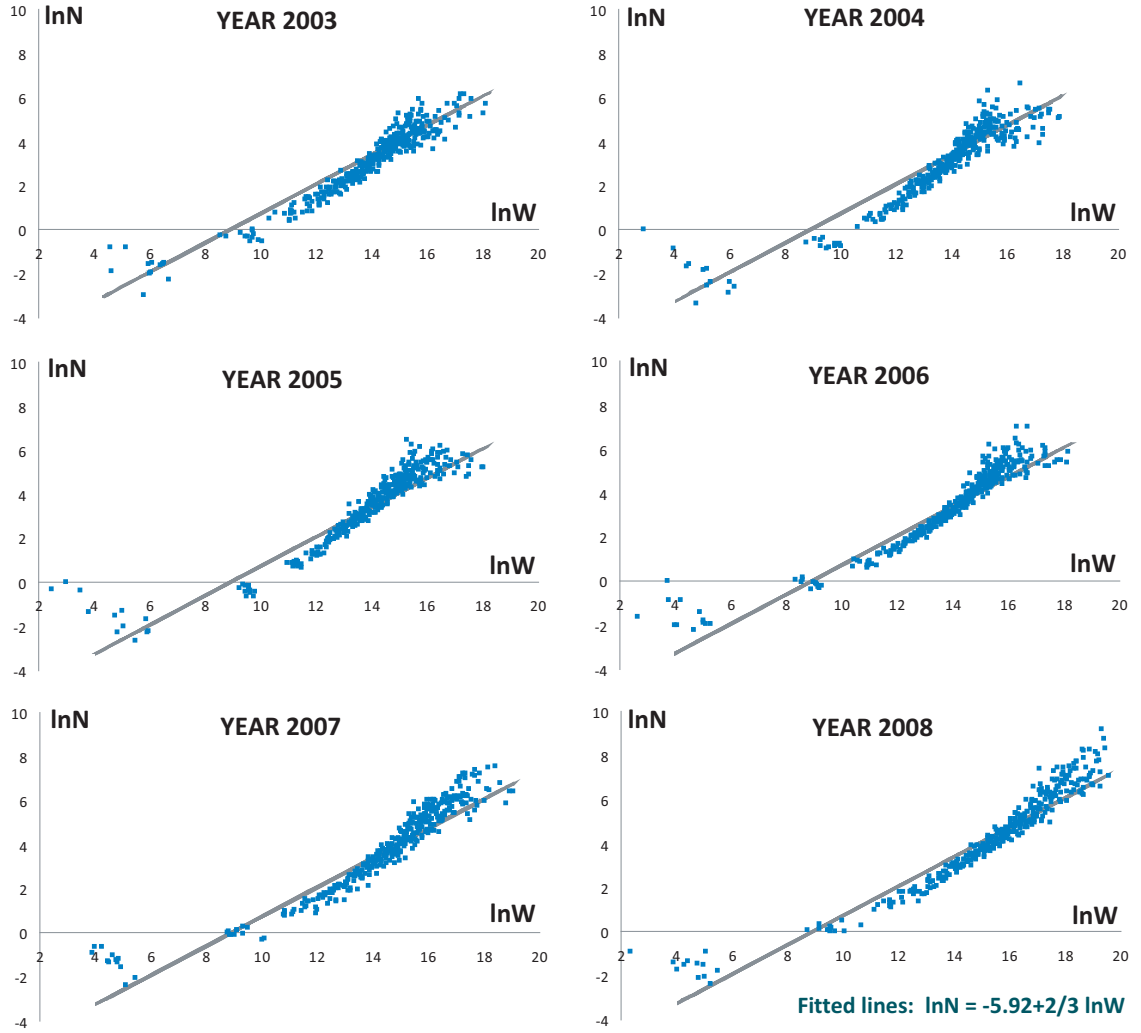 lnN
YEAR 2003
10
8
6
4
2
0
-2
-4
lnW
2 4 6 8 10 12 14 16 18 20
lnN
YEAR 2004
10
8
6
4
2
0
-2
-4
lnW
2 4 6 8 10 12 14 16 18 20
lnN
YEAR 2005
10
8
6
4
2
0
-2
-4
lnW
2 4 6 8 10 12 14 16 18 20
lnN
YEAR 2006
10
8
6
4
2
0
-2
-4
lnW
2 4 6 8 10 12 14 16 18 20
lnN
YEAR 2007
10
8
6
4
2
0
-2
-4
lnW
2 4 6 8 10 12 14 16 18 20
lnN
YEAR 2008
10
8
6
4
2
0
-2
-4
lnW
2 4 6 8 10 12 14 16 18 20
Fitted lines: lnN = -5.92+2/3 lnW